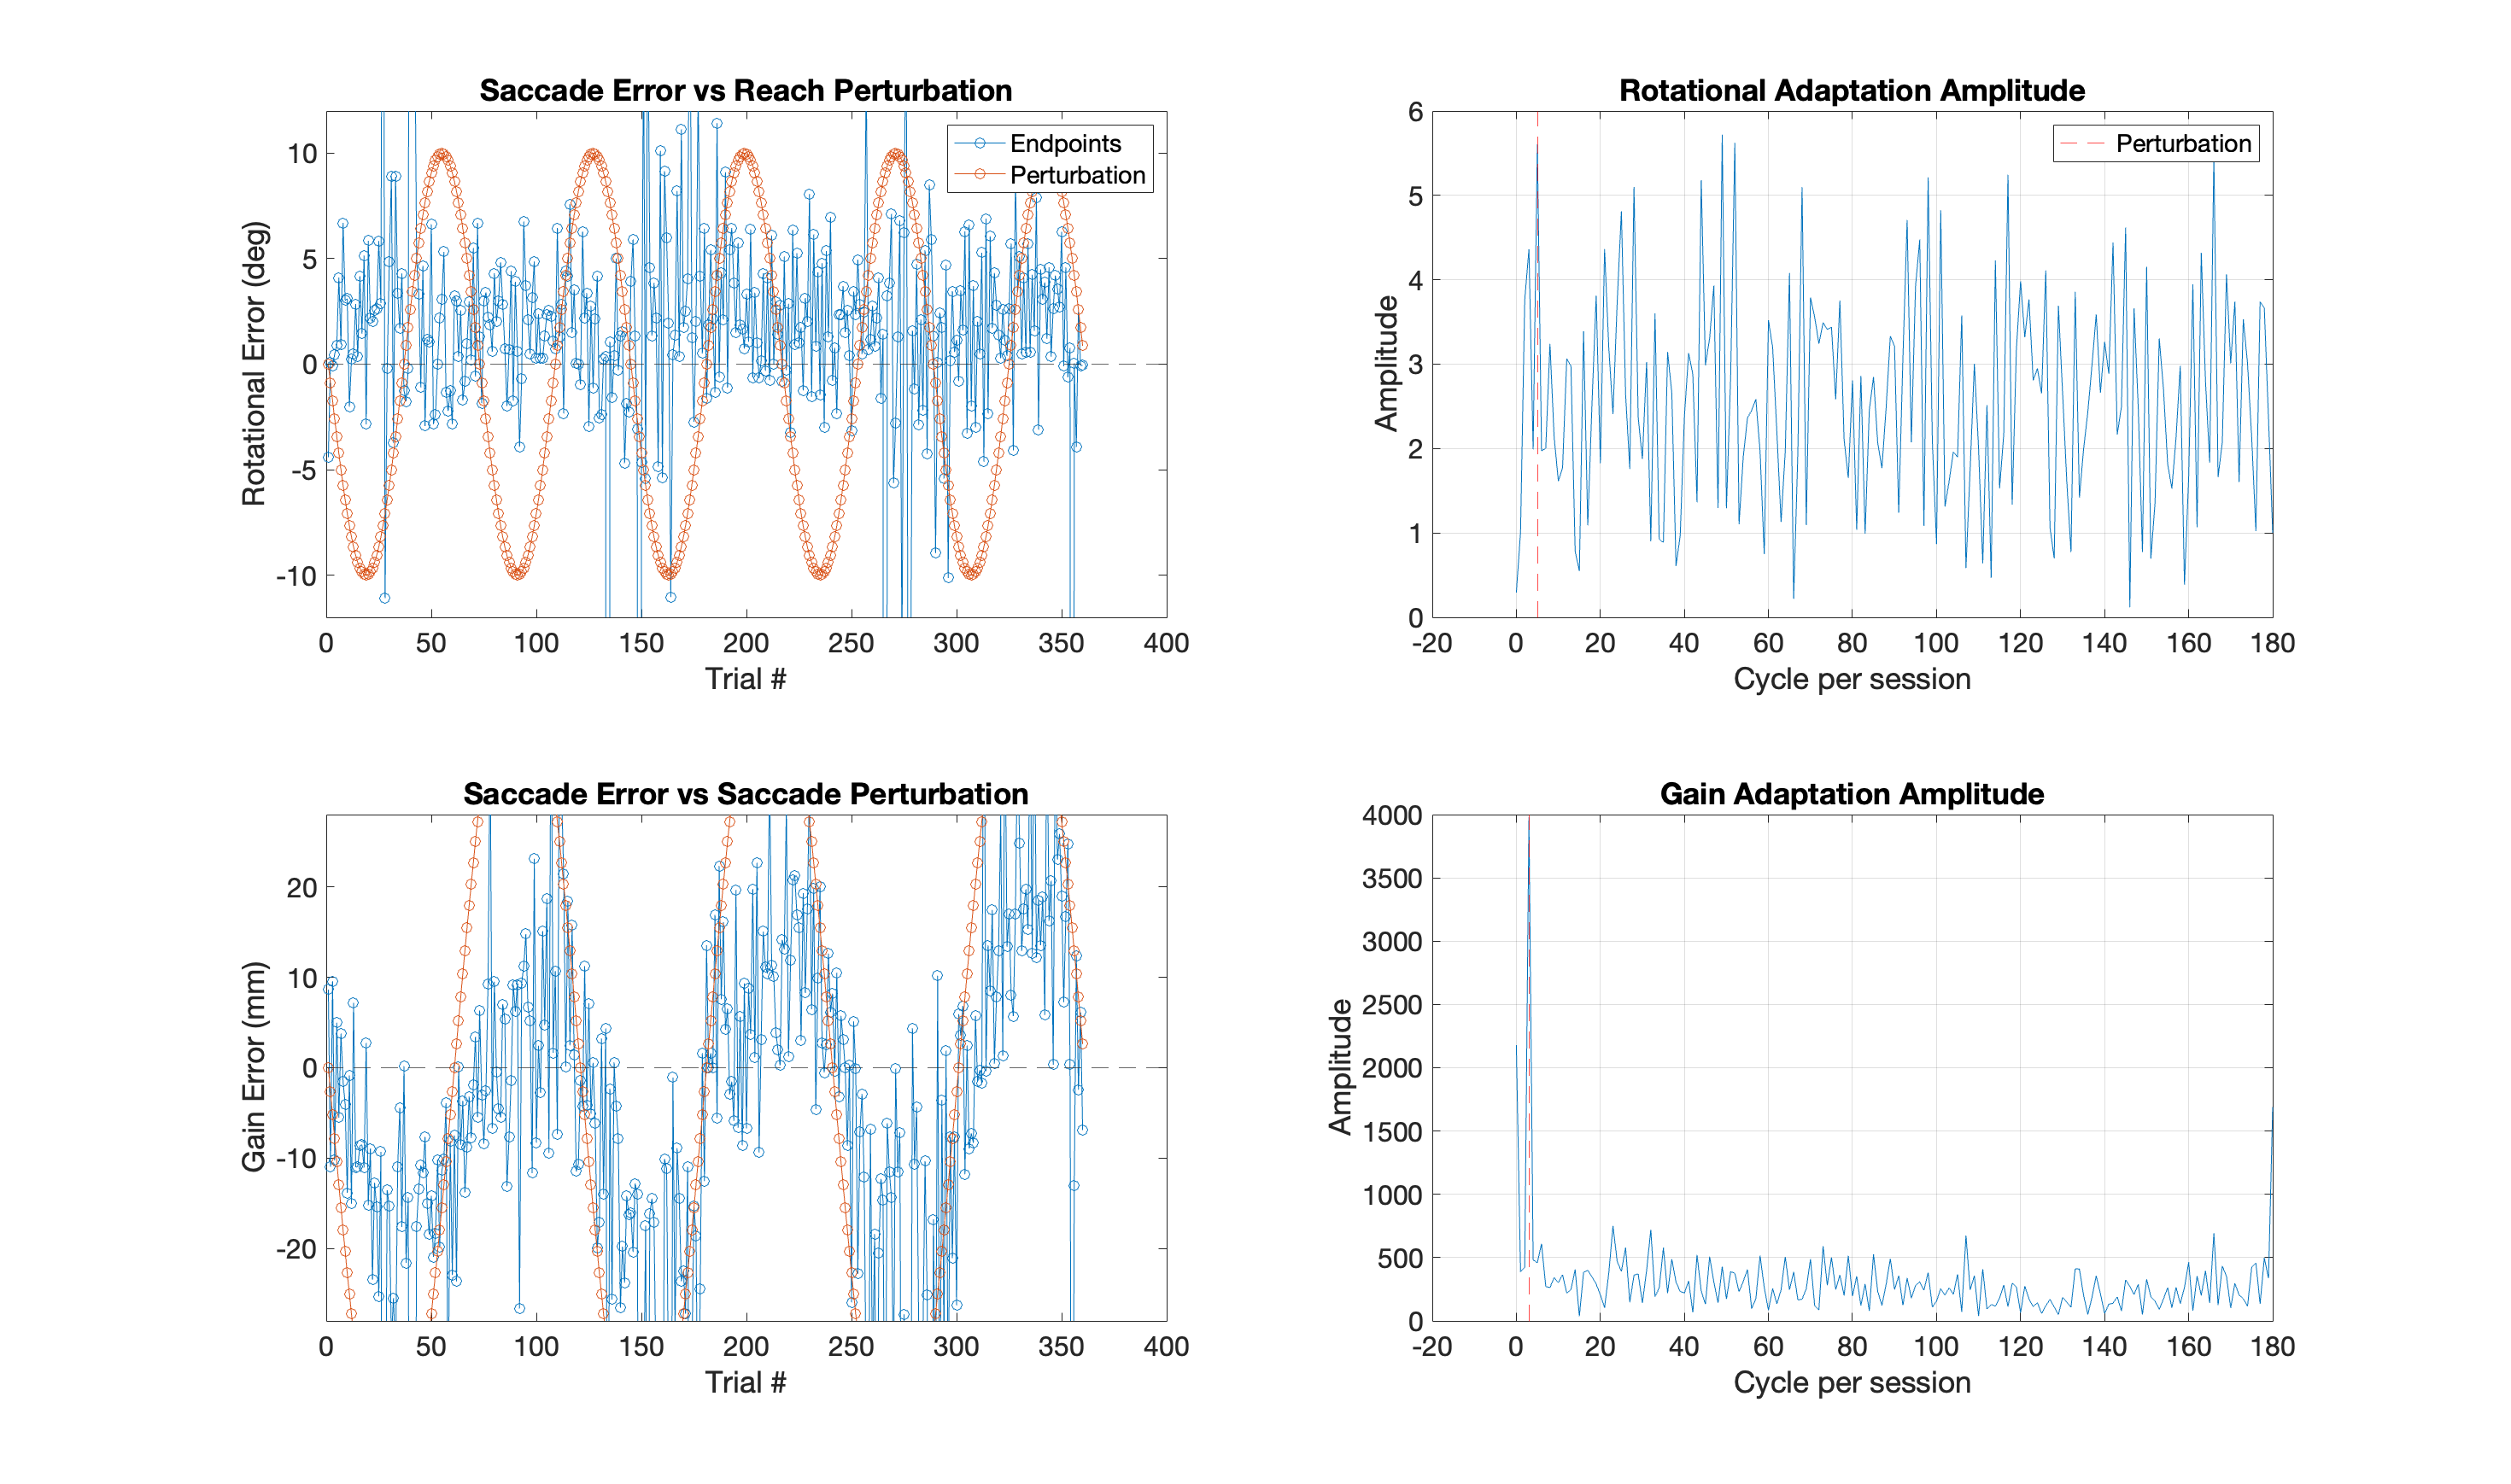 Saccade Error vs Reach Perturbation
Endpoints
Perturbation
10
5
0
-5
-10
Rotational Error (deg)
0 50 100 150 200 250 300 350 400
Trial #
Rotational Adaptation Amplitude
Perturbation
6
5
4
3
2
1
0
Amplitude
-20 0 20 40 60 80 100 120 140 160 180
Cycle per session
Saccade Error vs Saccade Perturbation
20
10
0
-10
-20
Gain Error (mm)
0 50 100 150 200 250 300 350 400
Trial #
Gain Adaptation Amplitude
4000
3500
3000
2500
2000
1500
1000
500
0
Amplitude
-20 0 20 40 60 80 100 120 140 160 180
Cycle per session